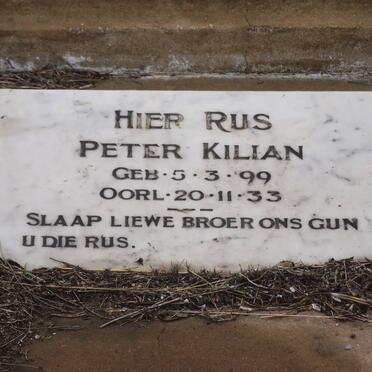 HIER RUS
PETER KILIAN
GEB · 5 · 3 · 99
OORL · 20 · 11 · 33
SLAAP LIEWE BROER ONS GUN
U DIE RUS.